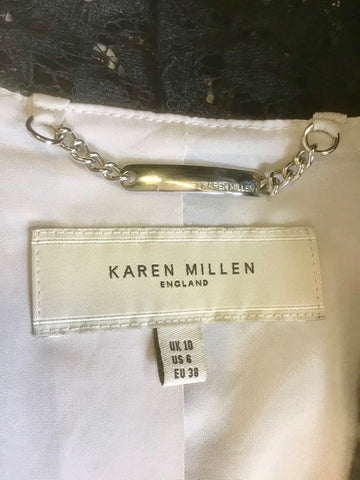 KAREN MILLEN
KAREN MILLEN
ENGLAND
UK 10
US 6
EU 38